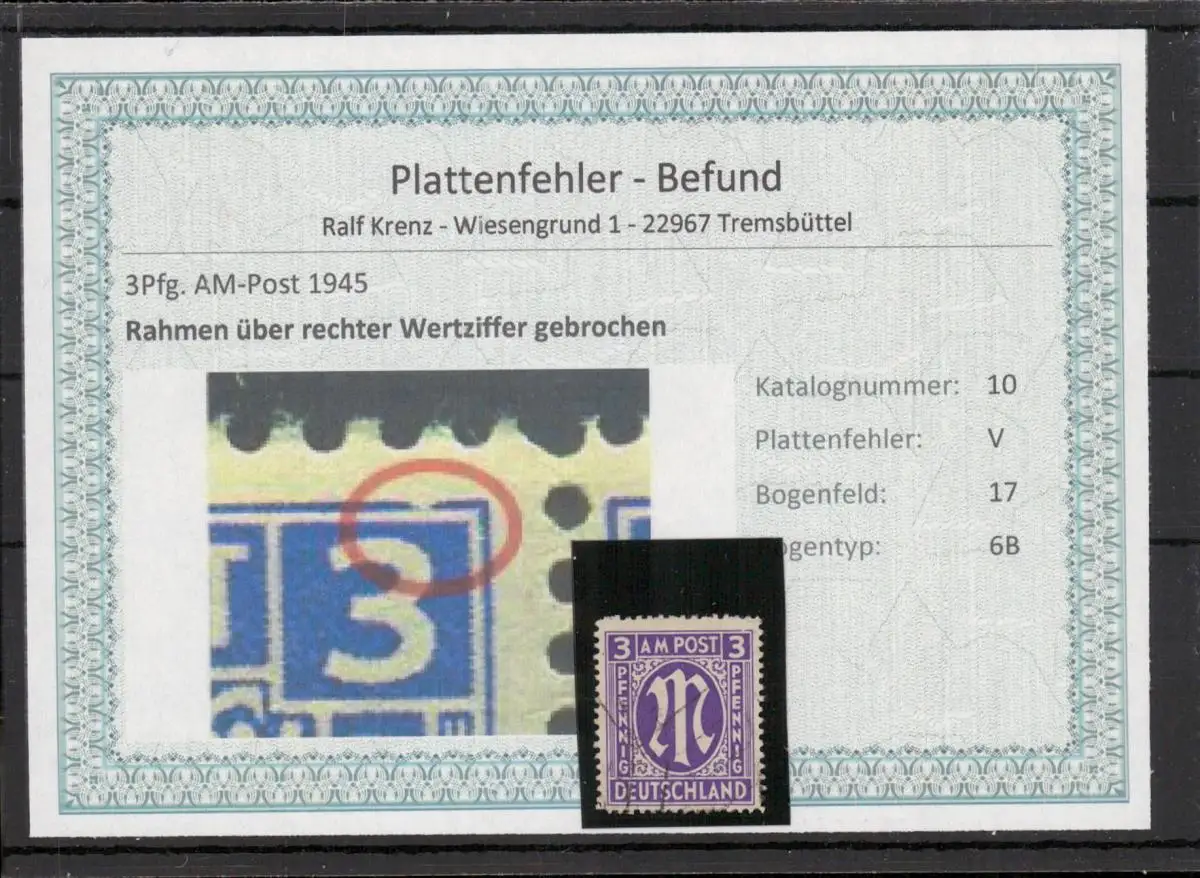 Plattenfehler - Befund
Ralf Krenz - Wiesengrund 1 - 22967 Tremsbüttel
3Pfg. AM-Post 1945
Rahmen über rechter Wertziffer gebrochen
Katalognummer: 10
Plattenfehler: V
Bogenfeld: 17
ogentyp: 6B
3
3 AM POST 3
PFENNIG
M
PFENNIG
DEUTSCHLAND